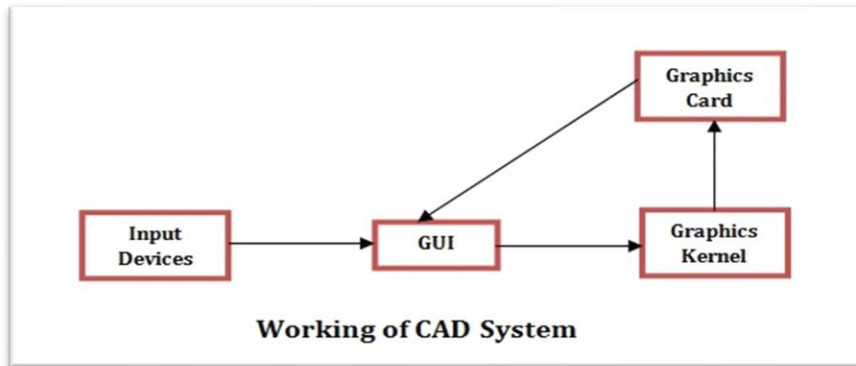 Graphics
Card
Input
Devices
GUI
Graphics
Kernel
Working of CAD System